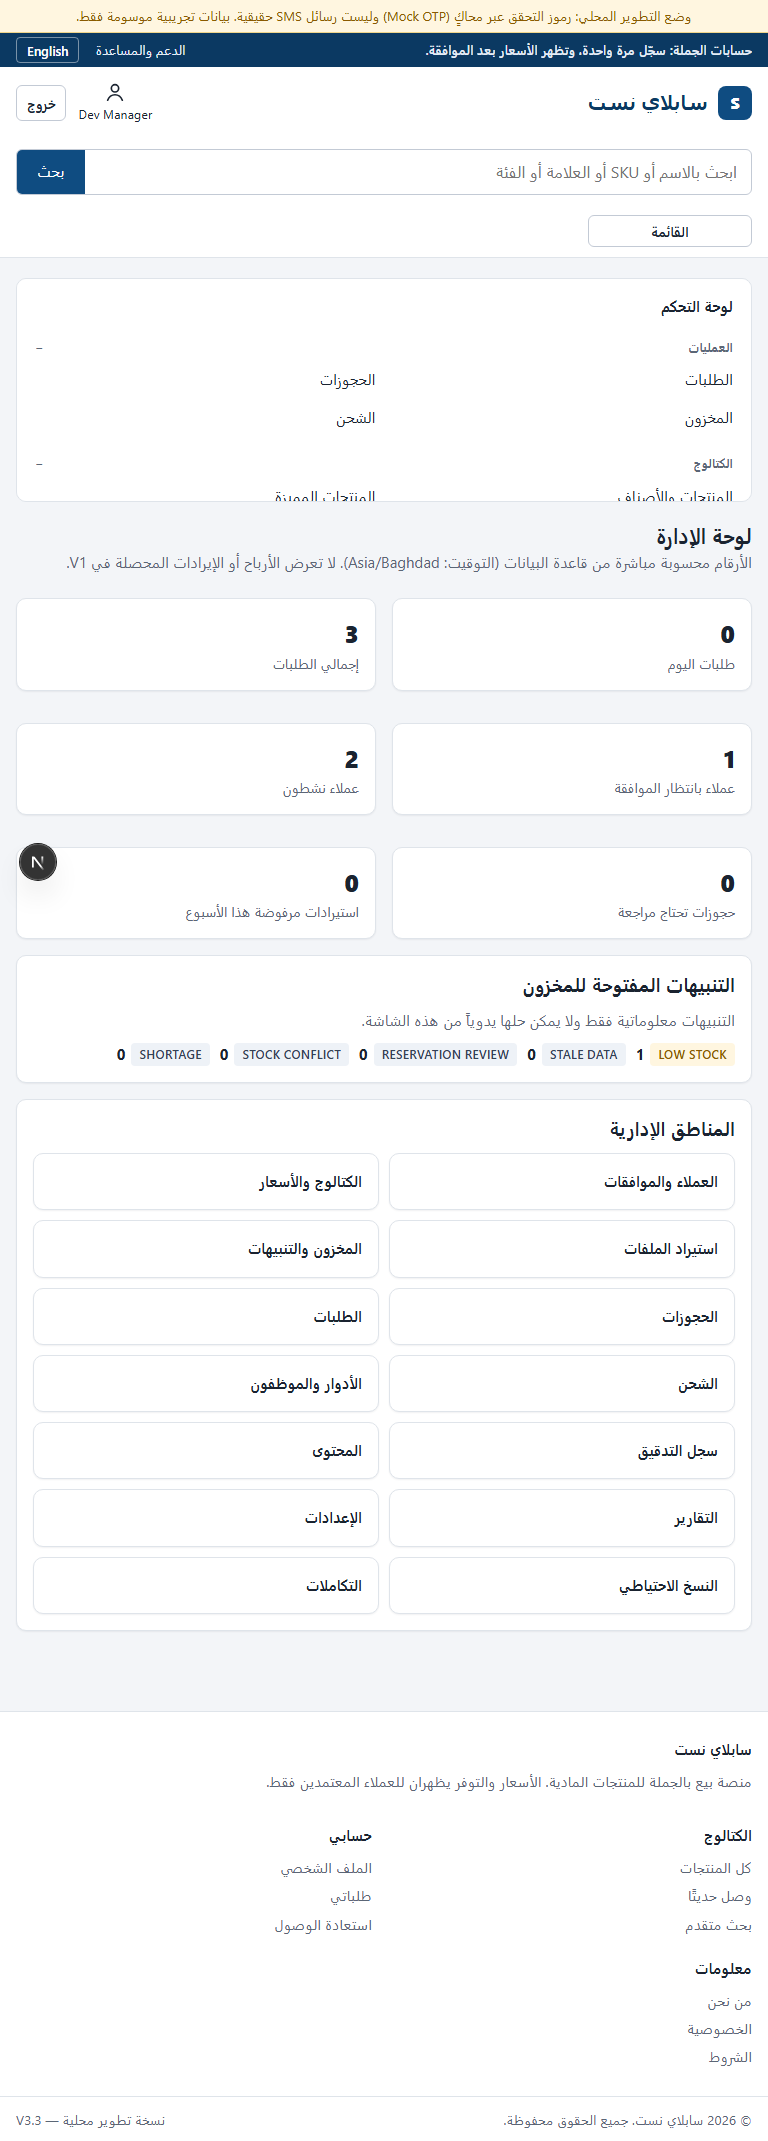 وضع التطوير المحلي: رموز التحقق عبر محاكٍ (Mock OTP) وليست رسائل SMS حقيقية. بيانات تجريبية موسومة فقط.
حسابات الجملة: سجّل مرة واحدة، وتظهر الأسعار بعد الموافقة.
الدعم والمساعدة
English
S
سابلاي نست
Dev Manager
خروج
ابحث بالاسم أو SKU أو العلامة أو الفئة
بحث
القائمة
لوحة التحكم
العمليات –
الطلبات الحجوزات
المخزون الشحن
الكتالوج –
المنتجات والأصناف المنتجات المميزة
لوحة الإدارة
الأرقام محسوبة مباشرة من قاعدة البيانات (التوقيت: Asia/Baghdad). لا تعرض الأرباح أو الإيرادات المحصلة في V1.
0
طلبات اليوم
3
إجمالي الطلبات
1
عملاء بانتظار الموافقة
2
عملاء نشطون
0
حجوزات تحتاج مراجعة
0
استيرادات مرفوضة هذا الأسبوع
N
التنبيهات المفتوحة للمخزون
التنبيهات معلوماتية فقط ولا يمكن حلها يدوياً من هذه الشاشة.
LOW STOCK 1 STALE DATA 0 RESERVATION REVIEW 0 STOCK CONFLICT 0 SHORTAGE 0
المناطق الإدارية
العملاء والموافقات
الكتالوج والأسعار
استيراد الملفات
المخزون والتنبيهات
الحجوزات
الطلبات
الشحن
الأدوار والموظفون
سجل التدقيق
المحتوى
التقارير
الإعدادات
النسخ الاحتياطي
التكاملات
سابلاي نست
منصة بيع بالجملة للمنتجات المادية. الأسعار والتوفر يظهران للعملاء المعتمدين فقط.
الكتالوج
كل المنتجات
وصل حديثًا
بحث متقدم
حسابي
الملف الشخصي
طلباتي
استعادة الوصول
معلومات
من نحن
الخصوصية
الشروط
© 2026 سابلاي نست. جميع الحقوق محفوظة.
نسخة تطوير محلية — V3.3